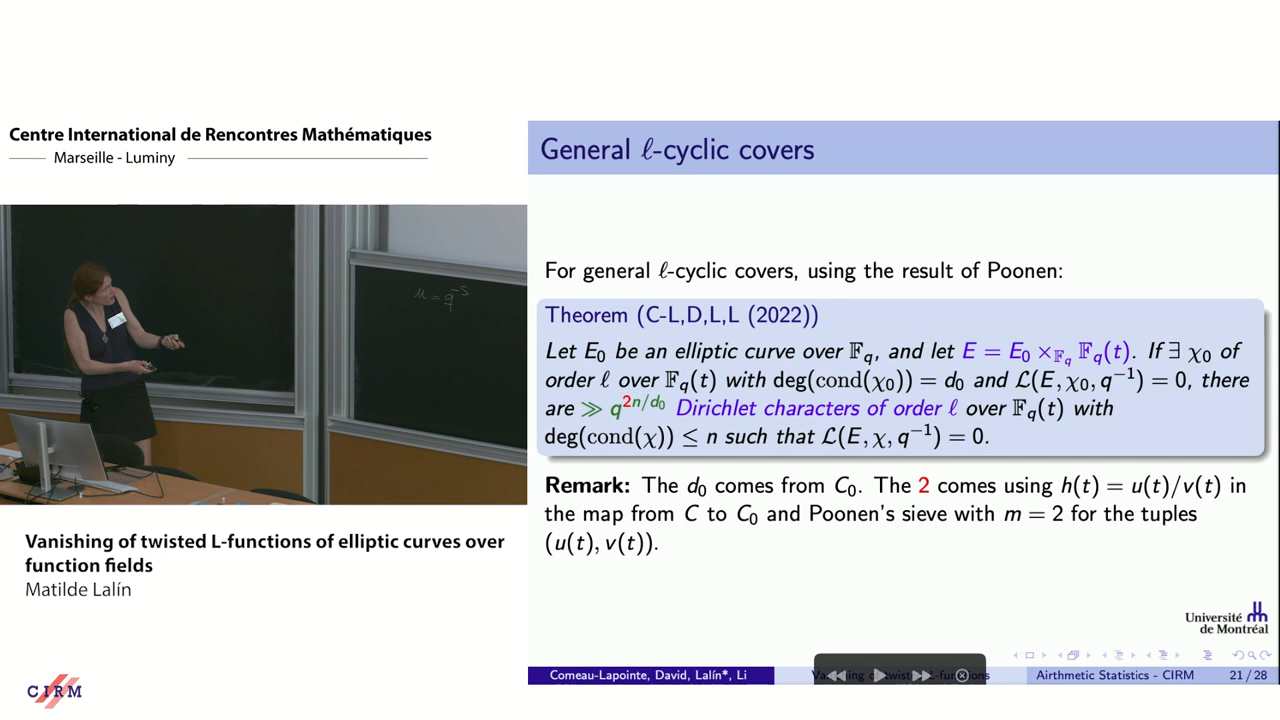 Centre International de Rencontres Mathématiques
Marseille - Luminy
u = q^{-s}
Vanishing of twisted L-functions of elliptic curves over
function fields
Matilde Lalín
CIRM
General ℓ-cyclic covers
For general ℓ-cyclic covers, using the result of Poonen:
Theorem (C-L,D,L,L (2022))
Let E₀ be an elliptic curve over 𝔽_q, and let E = E₀ ×_{𝔽_q} 𝔽_q(t). If ∃ χ₀ of
order ℓ over 𝔽_q(t) with deg(cond(χ₀)) = d₀ and ℒ(E, χ₀, q^{-1}) = 0, there
are ≫ q^{2n/d₀} Dirichlet characters of order ℓ over 𝔽_q(t) with
deg(cond(χ)) ≤ n such that ℒ(E, χ, q^{-1}) = 0.
Remark: The d₀ comes from C₀. The 2 comes using h(t) = u(t)/v(t) in
the map from C to C₀ and Poonen's sieve with m = 2 for the tuples
(u(t), v(t)).
Université
de Montréal
Comeau-Lapointe, David, Lalín*, Li
Airthmetic Statistics - CIRM
21 / 28